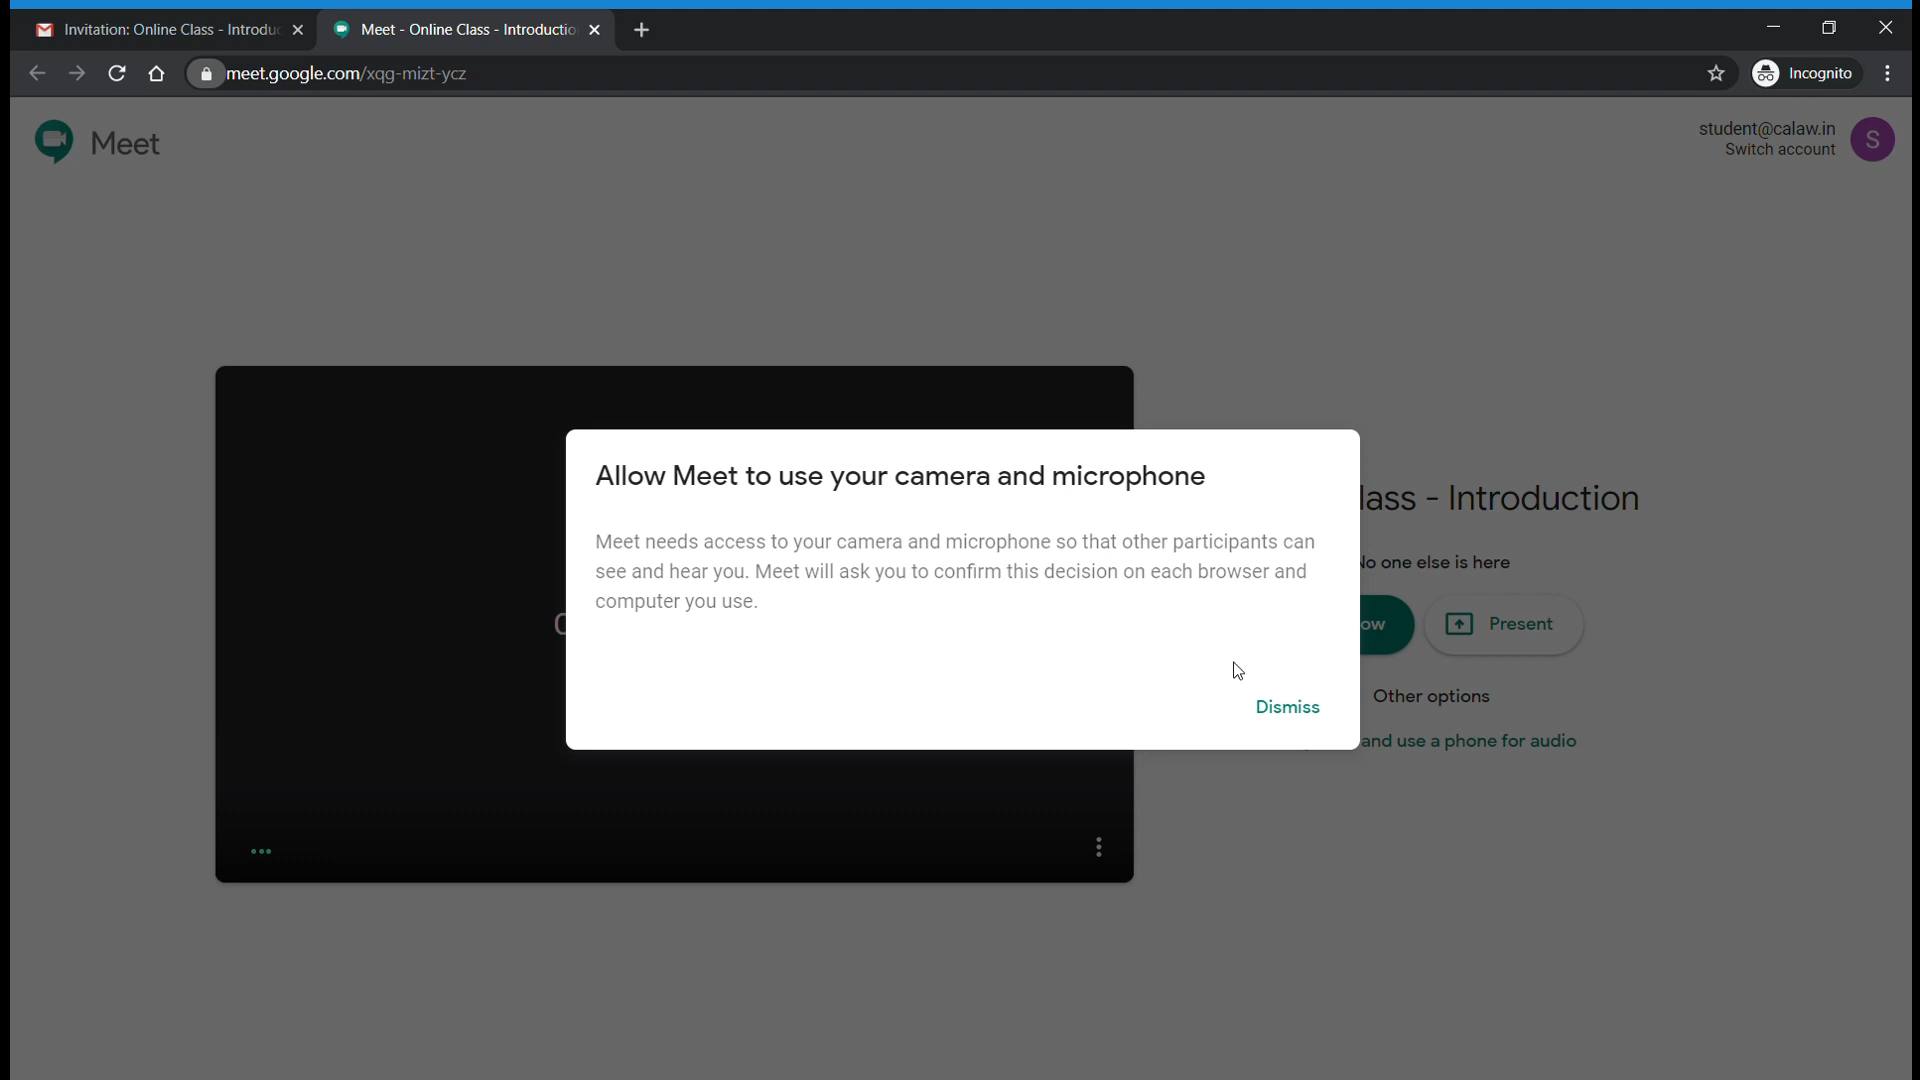 Invitation: Online Class - Introduc
Meet - Online Class - Introductio
meet.google.com/xqg-mizt-ycz
Incognito
Meet
student@calaw.in
Switch account
S
Allow Meet to use your camera and microphone
Meet needs access to your camera and microphone so that other participants can
see and hear you. Meet will ask you to confirm this decision on each browser and
computer you use.
Dismiss
lass - Introduction
No one else is here
ow
Present
Other options
and use a phone for audio